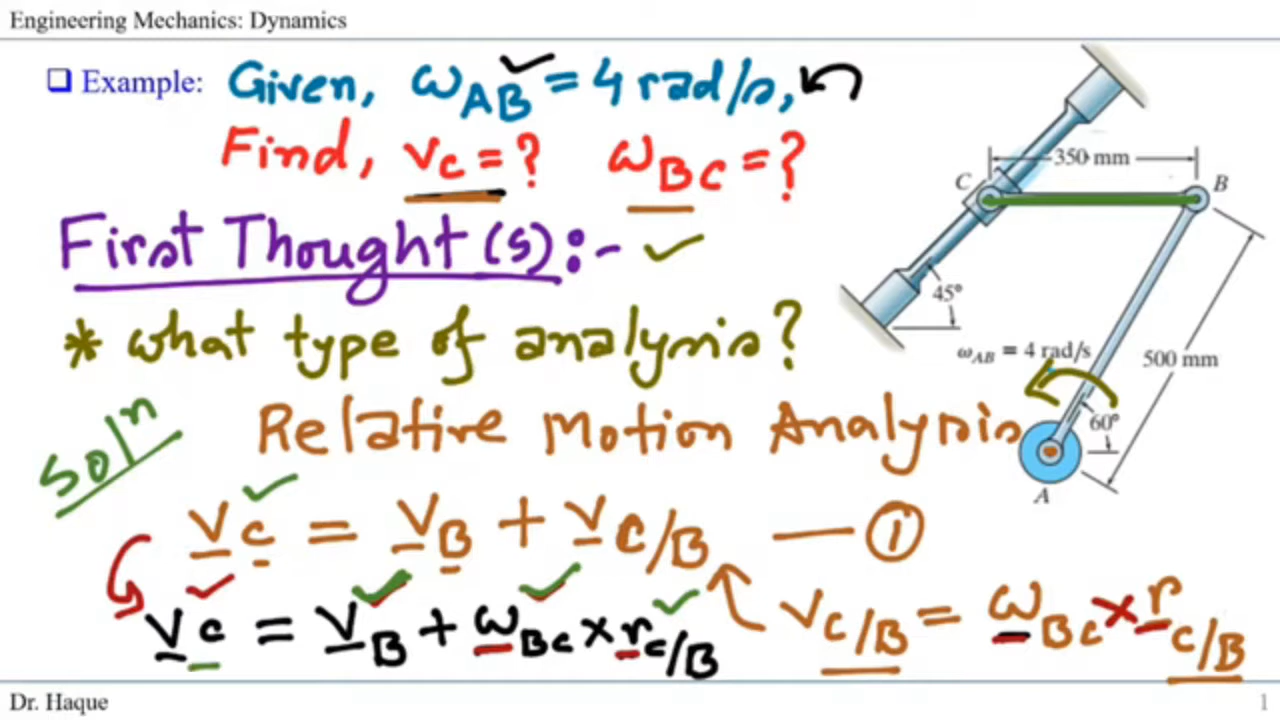 Engineering Mechanics: Dynamics
❑ Example: Given, ωAB = 4 rad/s,
Find, vc = ? ωBC = ?
First Thought(s):-
* what type of analysis?
Soln
Relative Motion Analysis
Vc = VB + VC/B — ①
Vc = VB + ωBC × rC/B
VC/B = ωBC × rC/B
350 mm
C
B
45°
ωAB = 4 rad/s
500 mm
60°
A
Dr. Haque
1